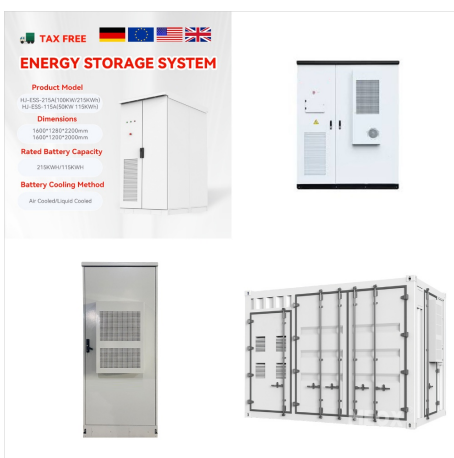 TAX FREE
ENERGY STORAGE SYSTEM
Product Model
HJ-ESS-215A(100KW/215KWH)
HJ-ESS-115A(50KW 115KWH)
Dimensions
1600*1280*2200mm
1600*1200*2000mm
Rated Battery Capacity
215KWH/115KWH
Battery Cooling Method
Air Cooled/Liquid Cooled